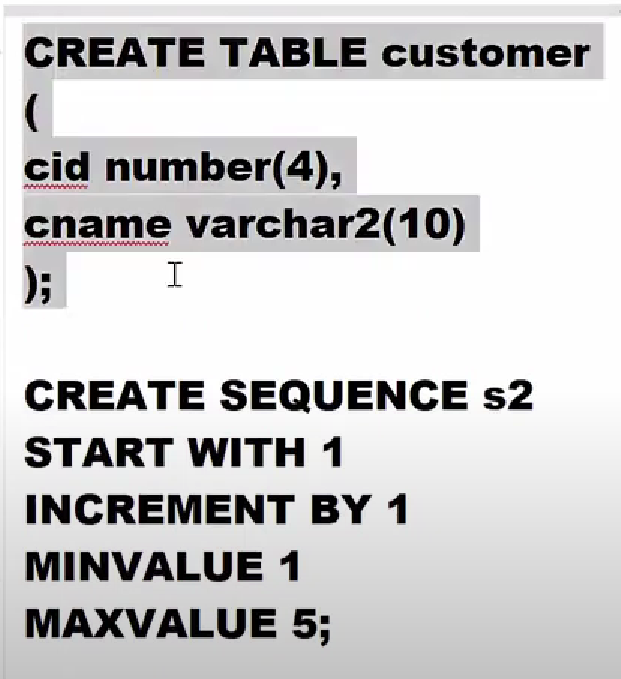 CREATE TABLE customer
(
cid number(4),
cname varchar2(10)
);
CREATE SEQUENCE s2
START WITH 1
INCREMENT BY 1
MINVALUE 1
MAXVALUE 5;